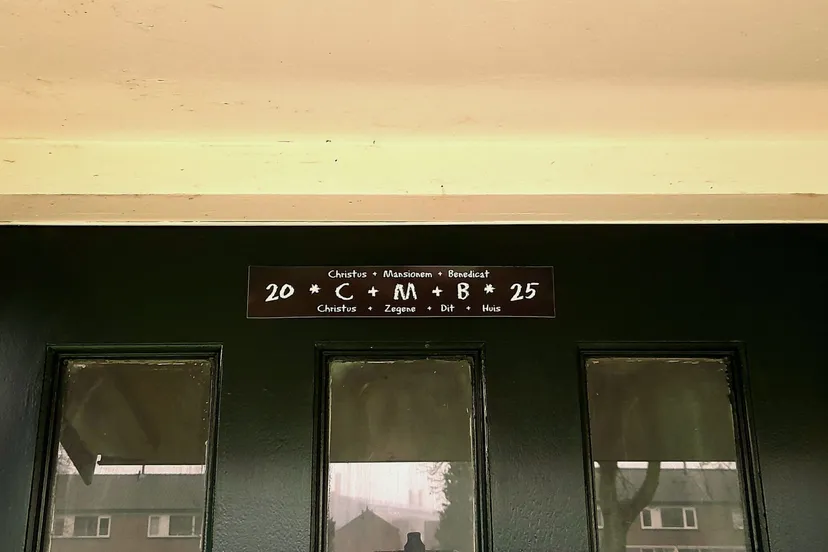 Christus + Mansionem + Benedicat
20 * C + M + B * 25
Christus + Zegene + Dit + Huis